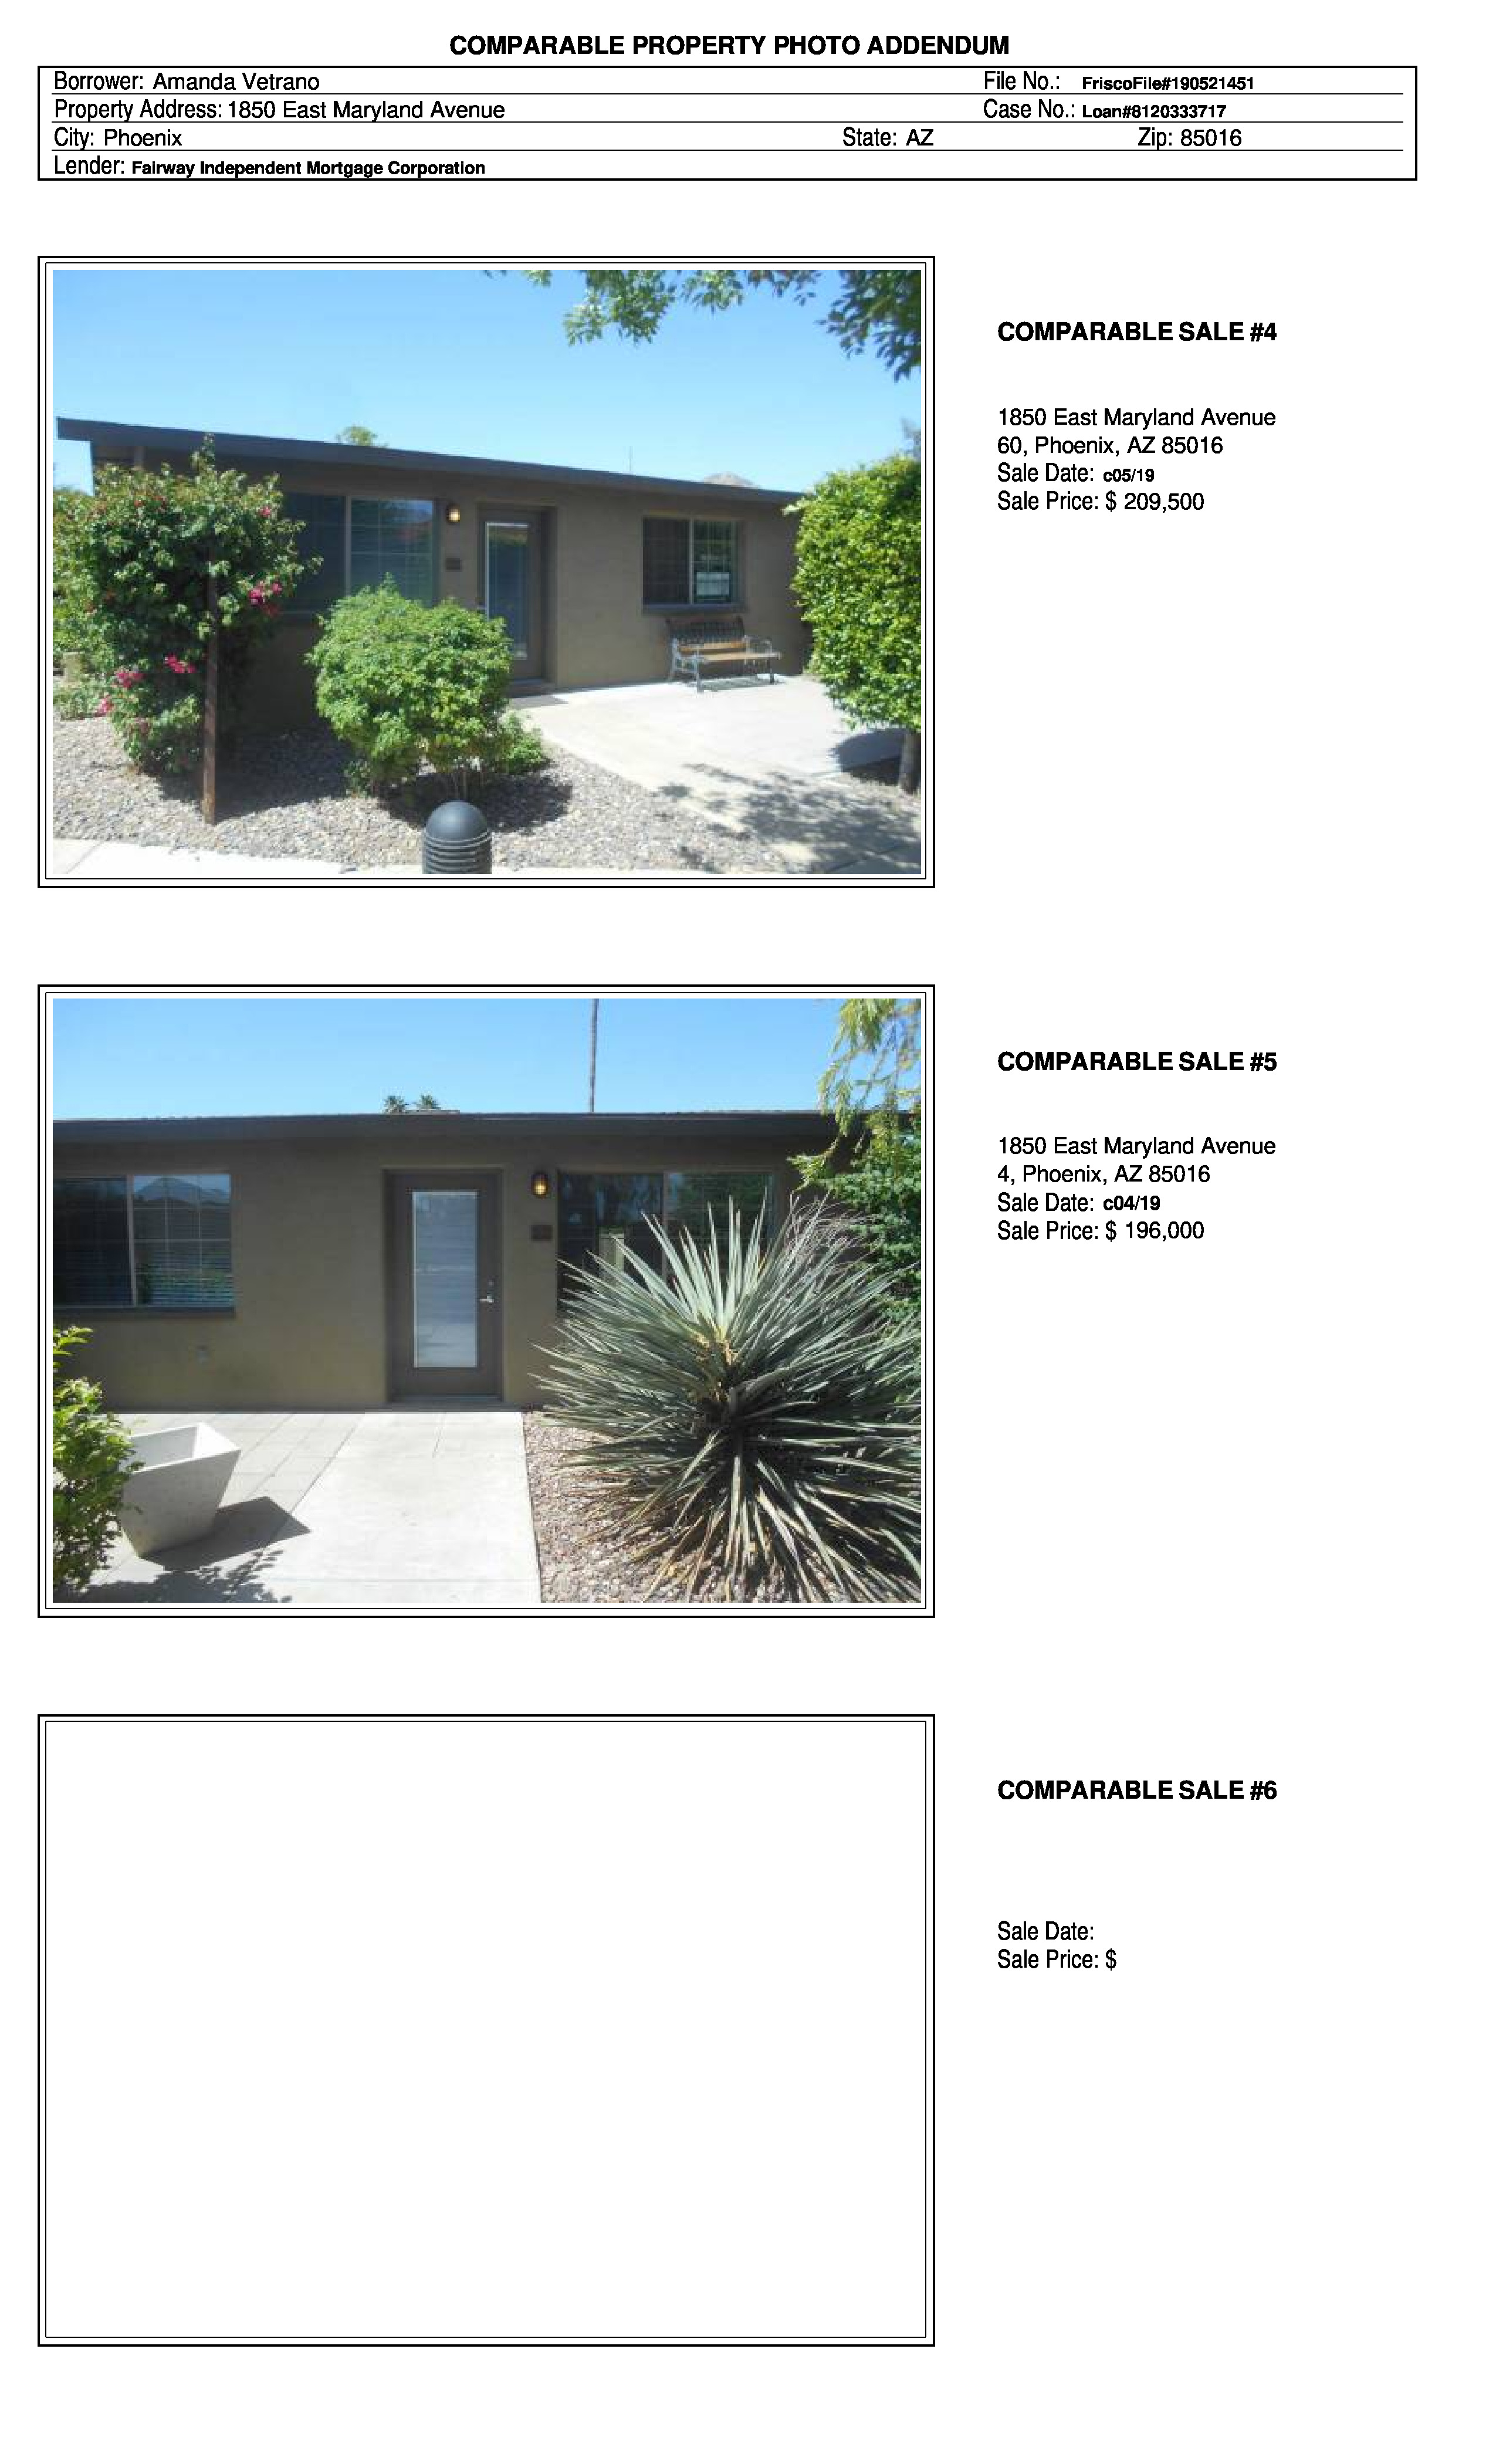 COMPARABLE PROPERTY PHOTO ADDENDUM
Borrower: Amanda Vetrano File No.: FriscoFile#190521451
Property Address: 1850 East Maryland Avenue Case No.: Loan#8120333717
City: Phoenix State: AZ Zip: 85016
Lender: Fairway Independent Mortgage Corporation
COMPARABLE SALE #4
1850 East Maryland Avenue
60, Phoenix, AZ 85016
Sale Date: c05/19
Sale Price: $ 209,500
COMPARABLE SALE #5
1850 East Maryland Avenue
4, Phoenix, AZ 85016
Sale Date: c04/19
Sale Price: $ 196,000
COMPARABLE SALE #6
Sale Date:
Sale Price: $